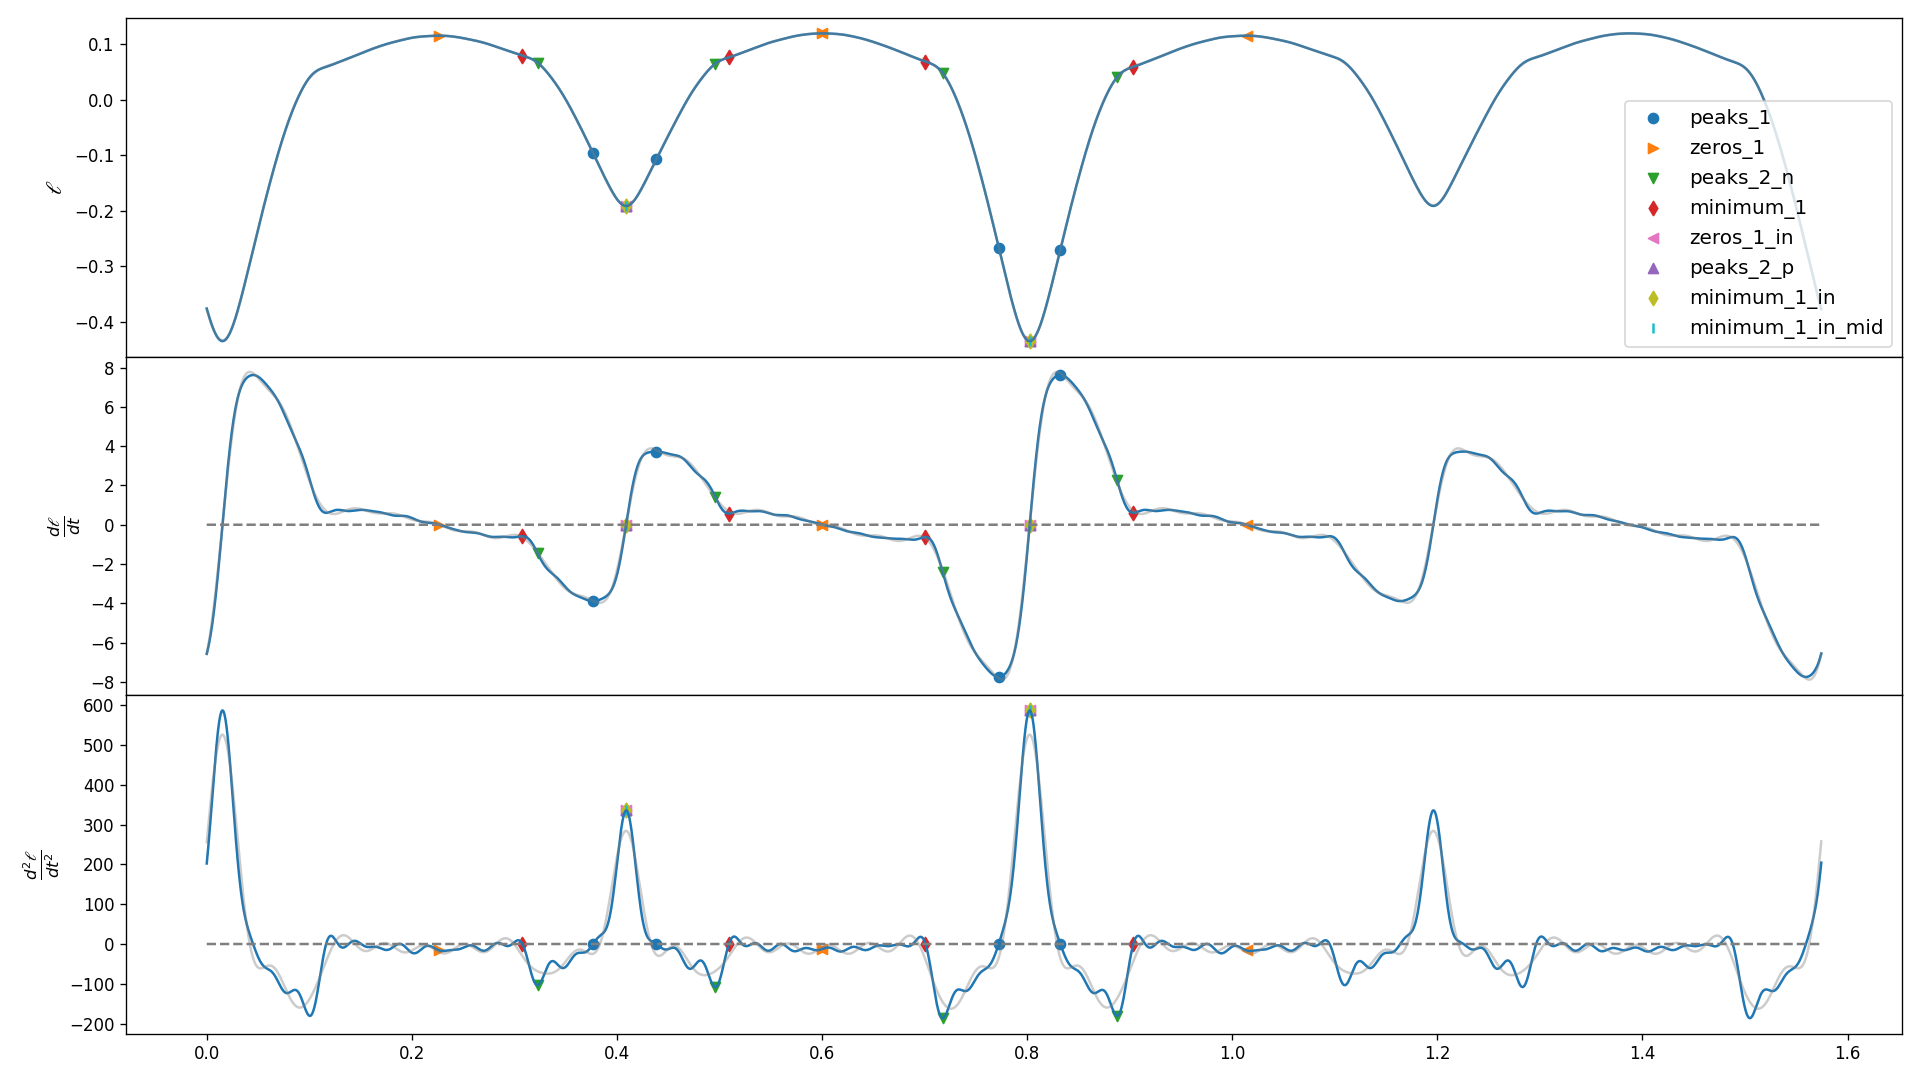 0.1
0.0
−0.1
−0.2
−0.3
−0.4
ℓ
peaks_1
zeros_1
peaks_2_n
minimum_1
zeros_1_in
peaks_2_p
minimum_1_in
minimum_1_in_mid
8
6
4
2
0
−2
−4
−6
−8
dℓ
dt
600
500
400
300
200
100
0
−100
−200
d²ℓ
dt²
0.0 0.2 0.4 0.6 0.8 1.0 1.2 1.4 1.6